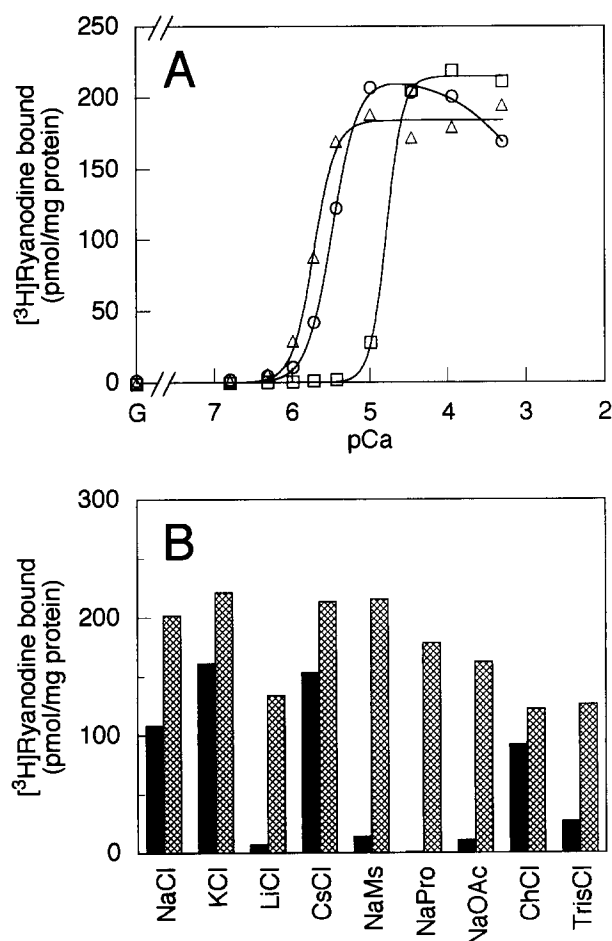 A
[³H]Ryanodine bound
(pmol/mg protein)
250
200
150
100
50
0
G 7 6 5 4 3 2
pCa
B
[³H]Ryanodine bound
(pmol/mg protein)
300
200
100
0
NaCl KCl LiCl CsCl NaMs NaPro NaOAc ChCl TrisCl